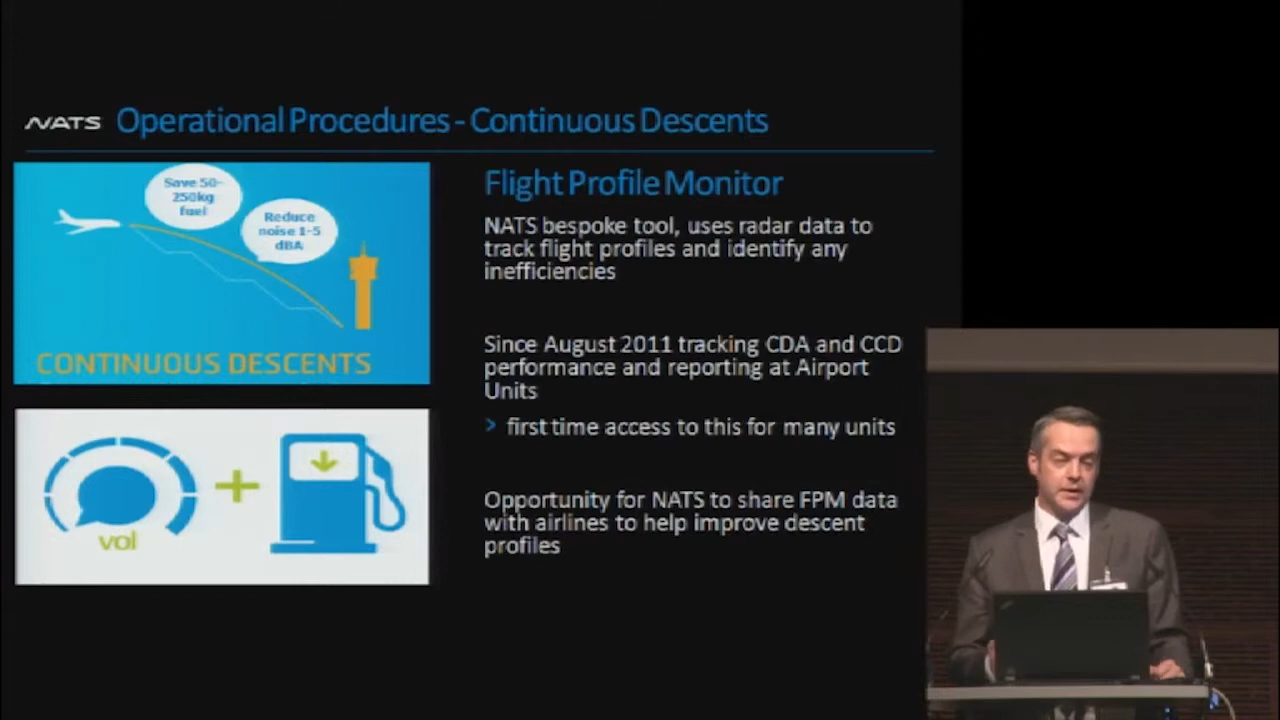 NATS Operational Procedures - Continuous Descents
Save 50-
250kg
fuel
Reduce
noise 1-5
dBA
CONTINUOUS DESCENTS
vol
Flight Profile Monitor
NATS bespoke tool, uses radar data to
track flight profiles and identify any
inefficiencies
Since August 2011 tracking CDA and CCD
performance and reporting at Airport
Units
> first time access to this for many units
Opportunity for NATS to share FPM data
with airlines to help improve descent
profiles